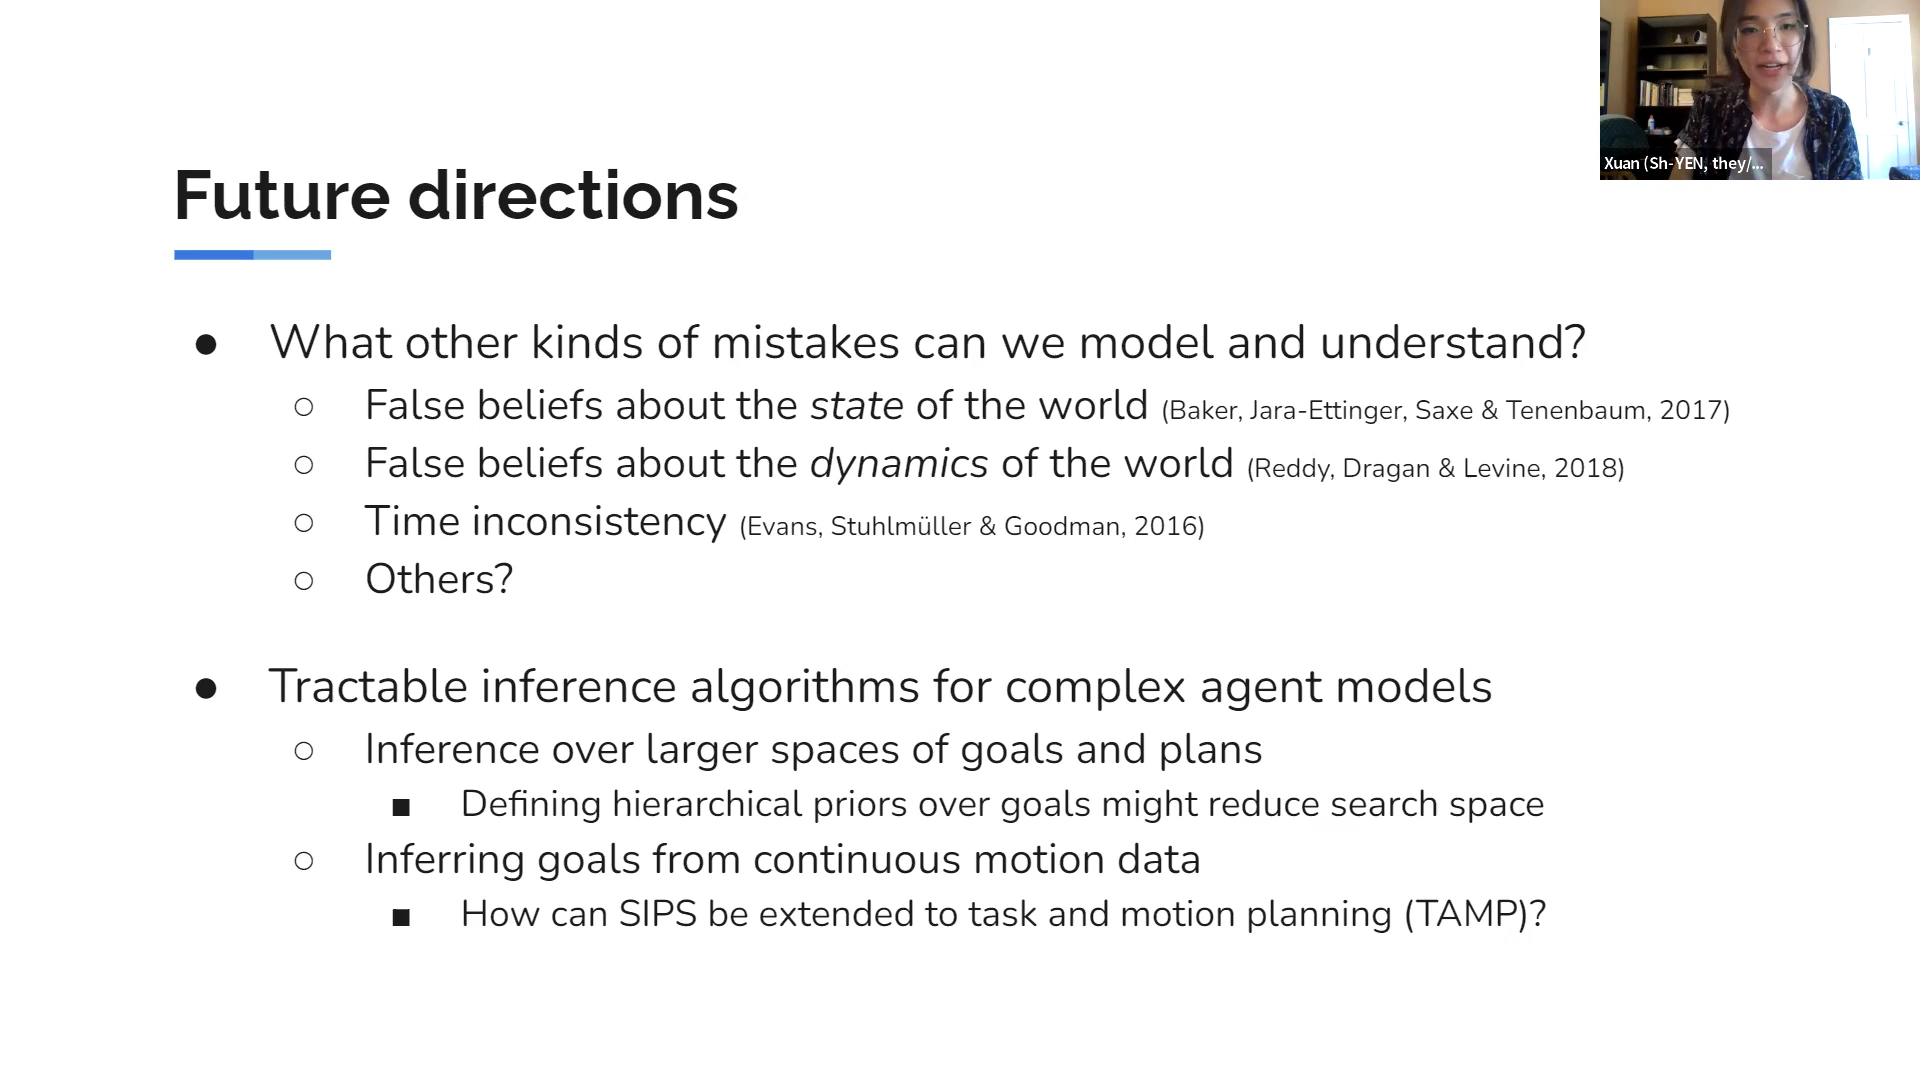 Xuan (Sh-YEN, they/...
Future directions
● What other kinds of mistakes can we model and understand?
○ False beliefs about the state of the world (Baker, Jara-Ettinger, Saxe & Tenenbaum, 2017)
○ False beliefs about the dynamics of the world (Reddy, Dragan & Levine, 2018)
○ Time inconsistency (Evans, Stuhlmüller & Goodman, 2016)
○ Others?
● Tractable inference algorithms for complex agent models
○ Inference over larger spaces of goals and plans
■ Defining hierarchical priors over goals might reduce search space
○ Inferring goals from continuous motion data
■ How can SIPS be extended to task and motion planning (TAMP)?